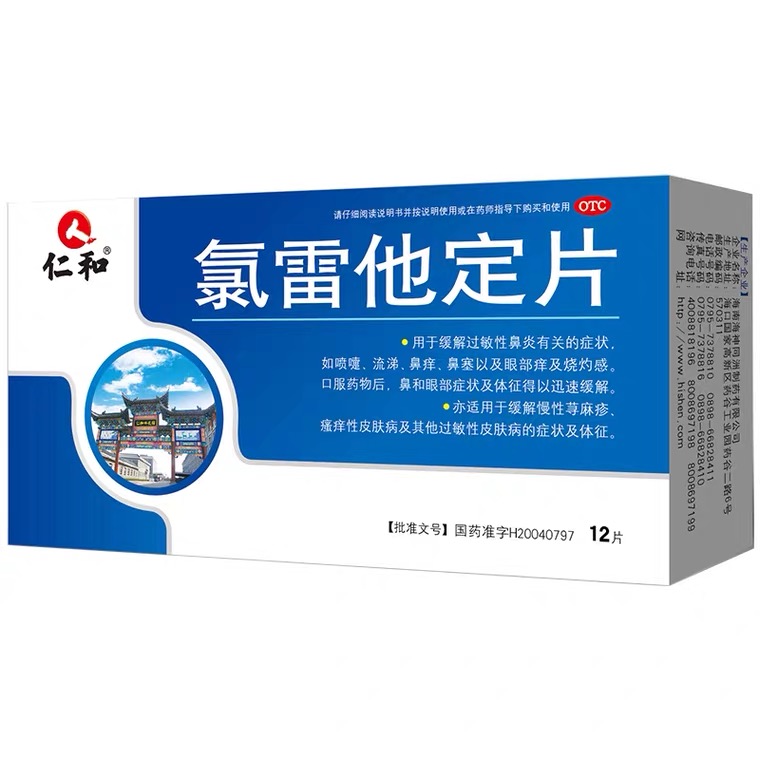 仁和®
请仔细阅读说明书并按说明使用或在药师指导下购买和使用 OTC
氯雷他定片
●用于缓解过敏性鼻炎有关的症状,
如喷嚏、流涕、鼻痒、鼻塞以及眼部痒及烧灼感。
口服药物后,鼻和眼部症状及体征得以迅速缓解。
●亦适用于缓解慢性荨麻疹、
瘙痒性皮肤病及其他过敏性皮肤病的症状及体征。
【批准文号】国药准字H20040797 12片
【生产企业】
企业名称:海南海神同洲制药有限公司
生产地址:海口国家高新区药谷工业园药谷二路6号
邮政编码:570311
电话号码:0795-7378810 0898-66828411
传真号码:0795-7378816 0898-66828410
咨询电话:4008818196 8008697198 8008697199
网 址:http://www.hishen.com